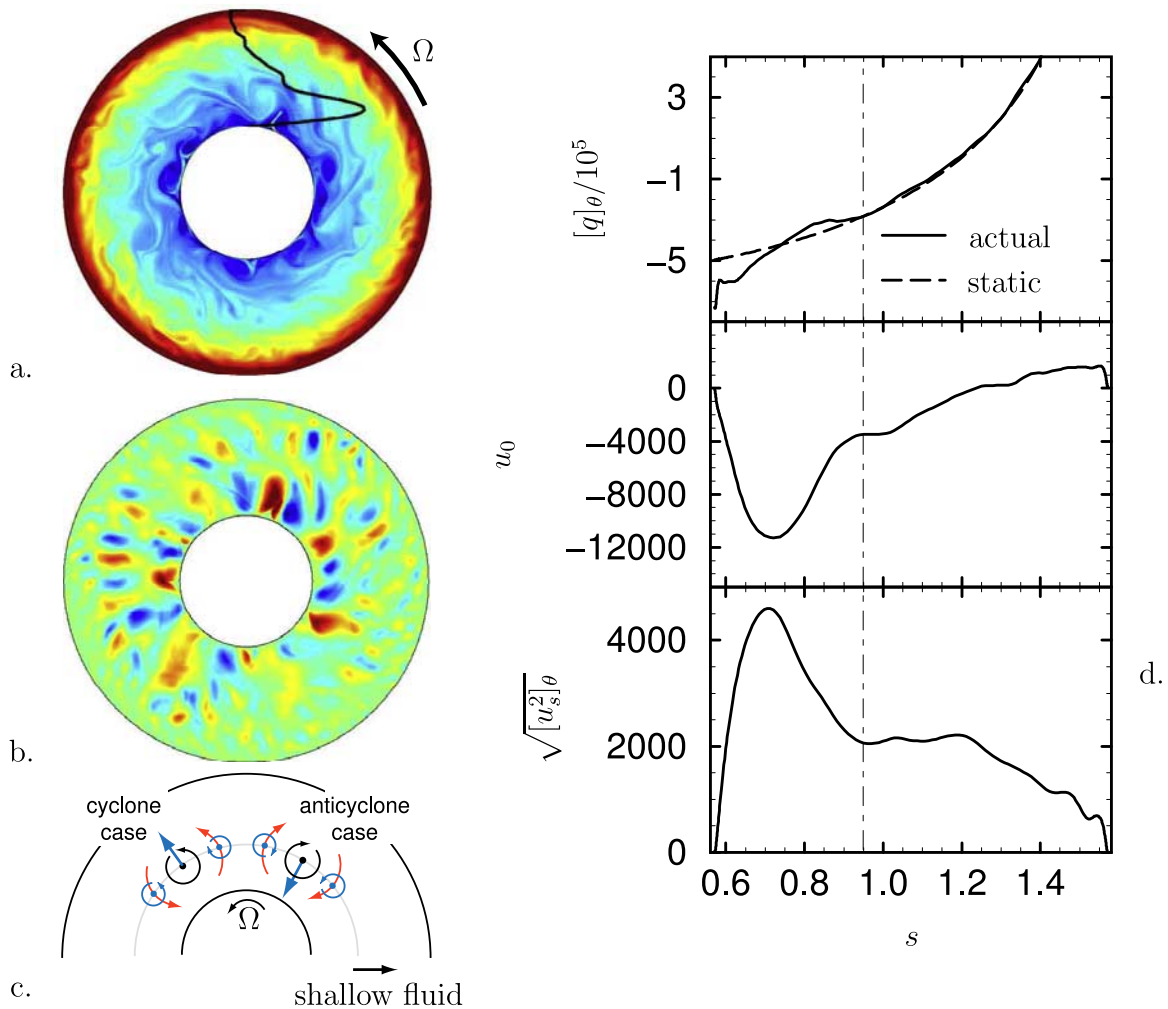 Ω
a.
b.
cyclone case
anticyclone case
Ω
c.
shallow fluid
[q]θ/10⁵
3
−1
−5
actual
static
u₀
0
−4000
−8000
−12000
√[u_s²]θ
4000
2000
0
d.
0.6 0.8 1.0 1.2 1.4
s